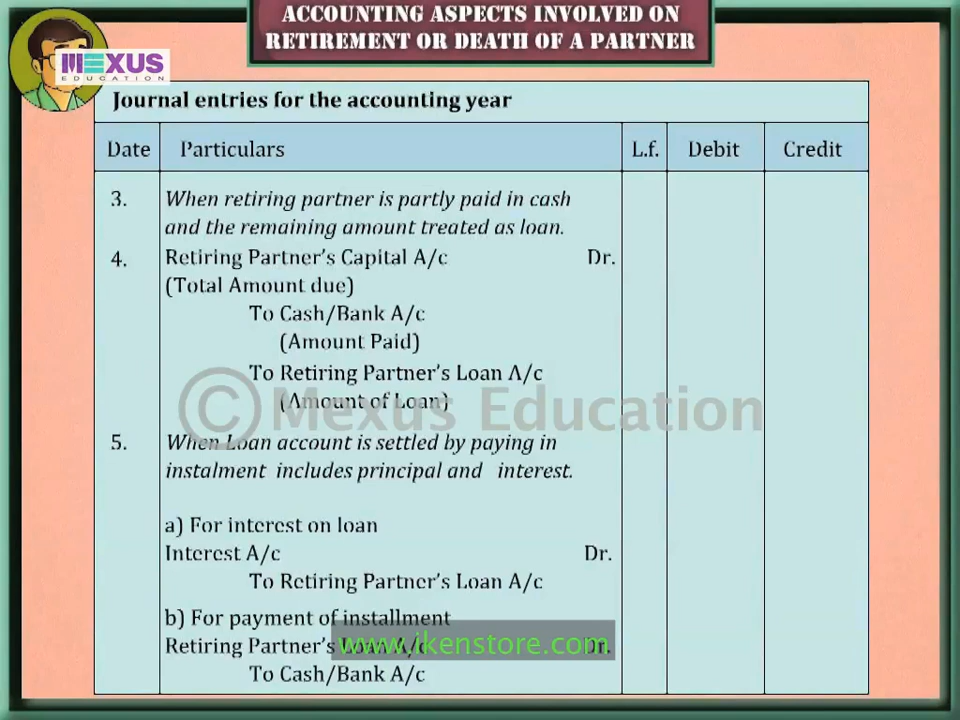 ACCOUNTING ASPECTS INVOLVED ON
RETIREMENT OR DEATH OF A PARTNER
MEXUS
EDUCATION
Journal entries for the accounting year
Date Particulars L.f. Debit Credit
3. When retiring partner is partly paid in cash
and the remaining amount treated as loan.
4. Retiring Partner's Capital A/c Dr.
(Total Amount due)
To Cash/Bank A/c
(Amount Paid)
To Retiring Partner's Loan A/c
(Amount of Loan)
© Mexus Education
5. When Loan account is settled by paying in
instalment includes principal and interest.
a) For interest on loan
Interest A/c Dr.
To Retiring Partner's Loan A/c
b) For payment of installment
Retiring Partner's Loan A/c Dr.
www.ikenstore.com
To Cash/Bank A/c